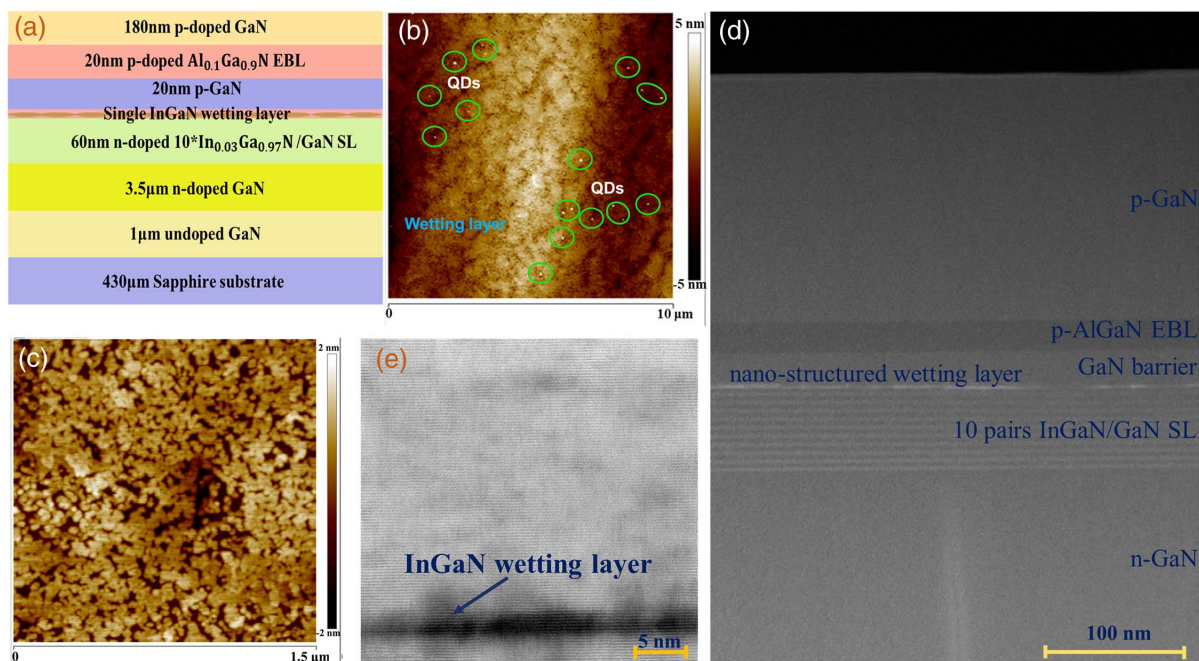 (a)
180nm p-doped GaN
20nm p-doped Al0.1Ga0.9N EBL
20nm p-GaN
Single InGaN wetting layer
60nm n-doped 10*In0.03Ga0.97N /GaN SL
3.5μm n-doped GaN
1μm undoped GaN
430μm Sapphire substrate
(b)
QDs
QDs
Wetting layer
5 nm
-5 nm
0
10 μm
(c)
2 nm
-2 nm
0
1.5 μm
(e)
InGaN wetting layer
5 nm
(d)
p-GaN
p-AlGaN EBL
GaN barrier
nano-structured wetting layer
10 pairs InGaN/GaN SL
n-GaN
100 nm